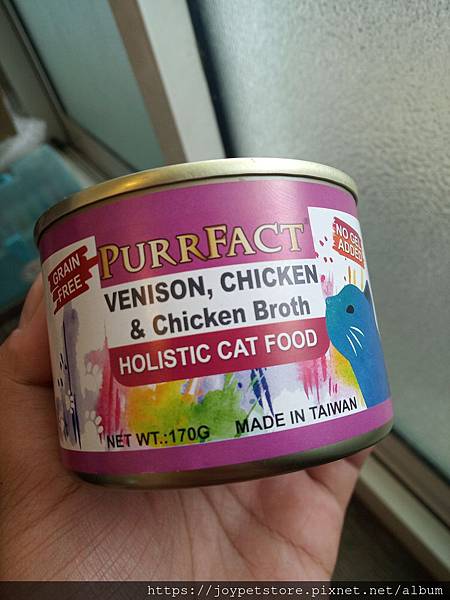 GRAIN
FREE
PURRFACT
NO GEL
ADDED
VENISON, CHICKEN
& Chicken Broth
HOLISTIC CAT FOOD
NET WT.:170G
MADE IN TAIWAN
https://joypetstore.pixnet.net/album